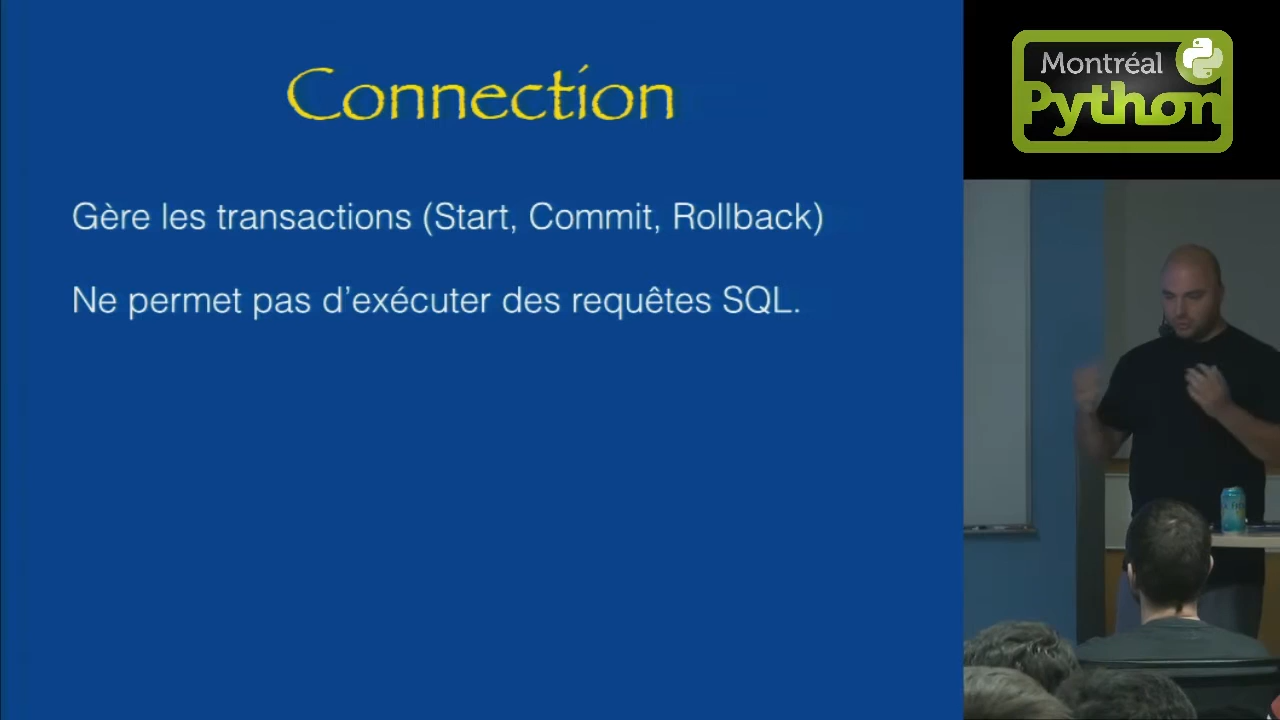 Connection
Gère les transactions (Start, Commit, Rollback)
Ne permet pas d’exécuter des requêtes SQL.
Montréal
Python